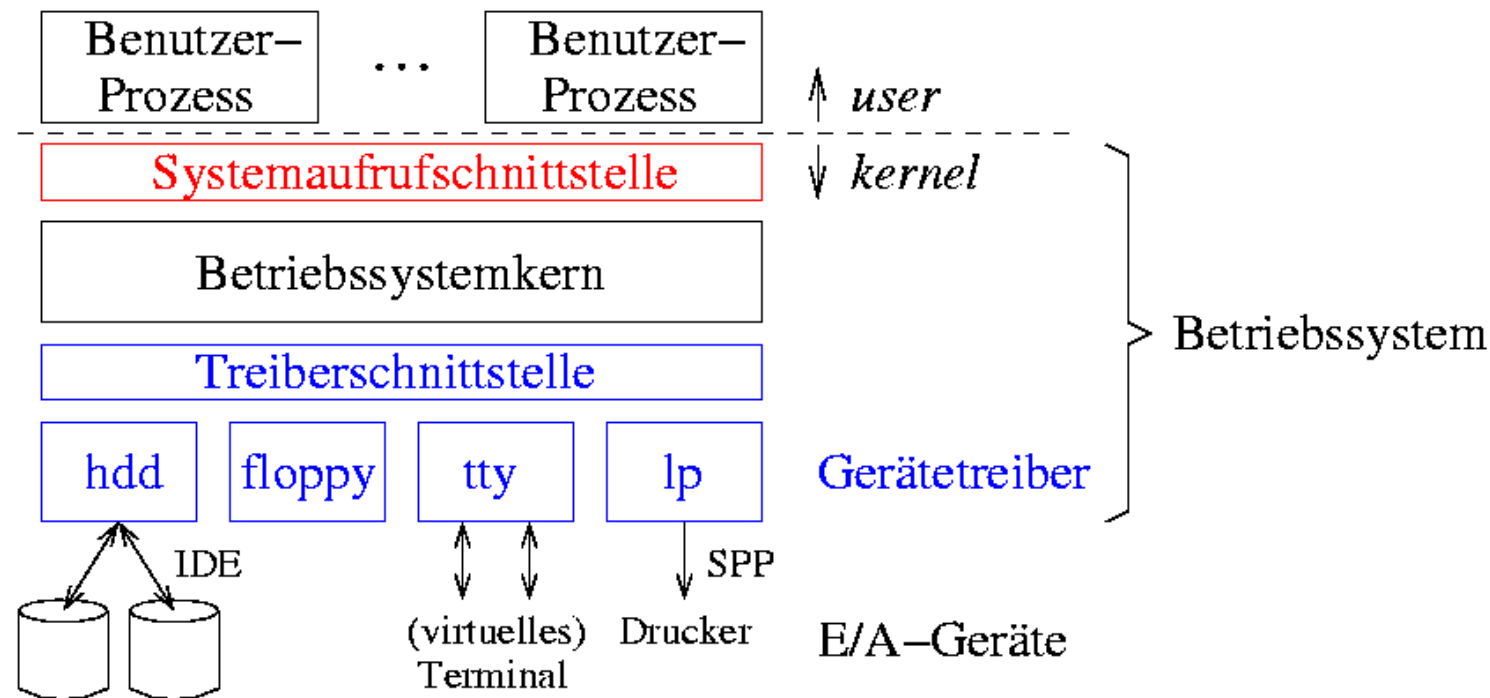 Benutzer–
Prozess
...
Benutzer–
Prozess
user
Systemaufrufschnittstelle
kernel
Betriebssystemkern
Betriebssystem
Treiberschnittstelle
hdd
floppy
tty
lp
Gerätetreiber
IDE
SPP
(virtuelles)
Terminal
Drucker
E/A–Geräte